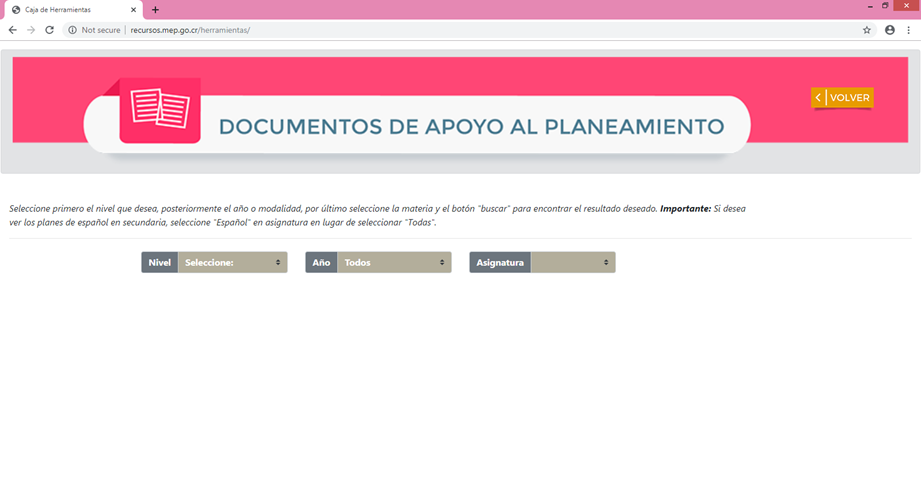 Caja de Herramientas
Not secure | recursos.mep.go.cr/herramientas/
VOLVER
DOCUMENTOS DE APOYO AL PLANEAMIENTO
Seleccione primero el nivel que desea, posteriormente el año o modalidad, por último seleccione la materia y el botón "buscar" para encontrar el resultado deseado. Importante: Si desea
ver los planes de español en secundaria, seleccione "Español" en asignatura en lugar de seleccionar "Todos".
Nivel Seleccione: Año Todos Asignatura